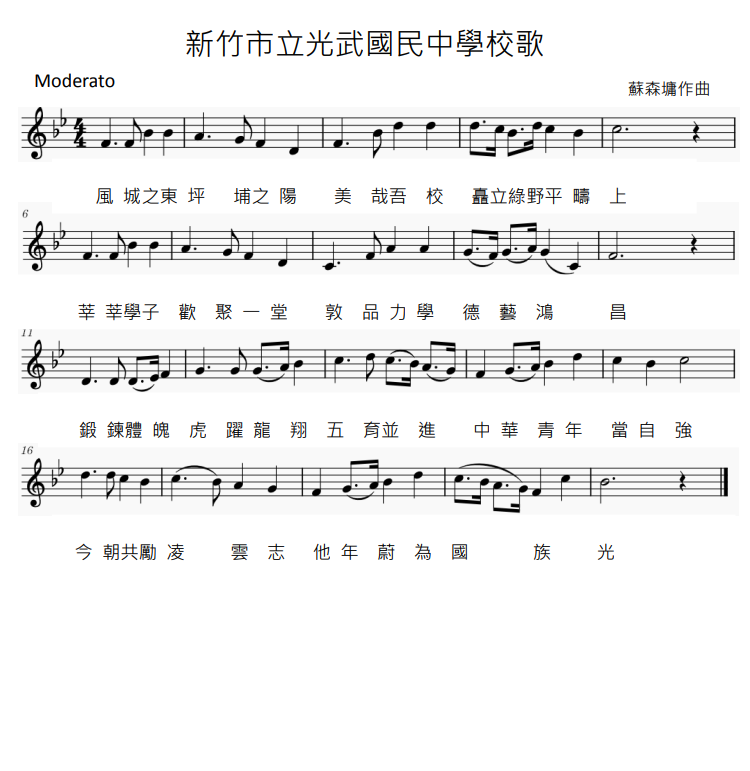 新竹市立光武國民中學校歌
Moderato
蘇森墉作曲
風 城之東 坪 埔之 陽 美 哉吾 校 矗立綠野平 疇 上
6
莘 莘學子 歡 聚 一 堂 敦 品 力 學 德 藝 鴻 昌
11
鍛 鍊體 魄 虎 躍 龍 翔 五 育並 進 中 華 青 年 當 自 強
16
今 朝共勵 凌 雲 志 他 年 蔚 為 國 族 光